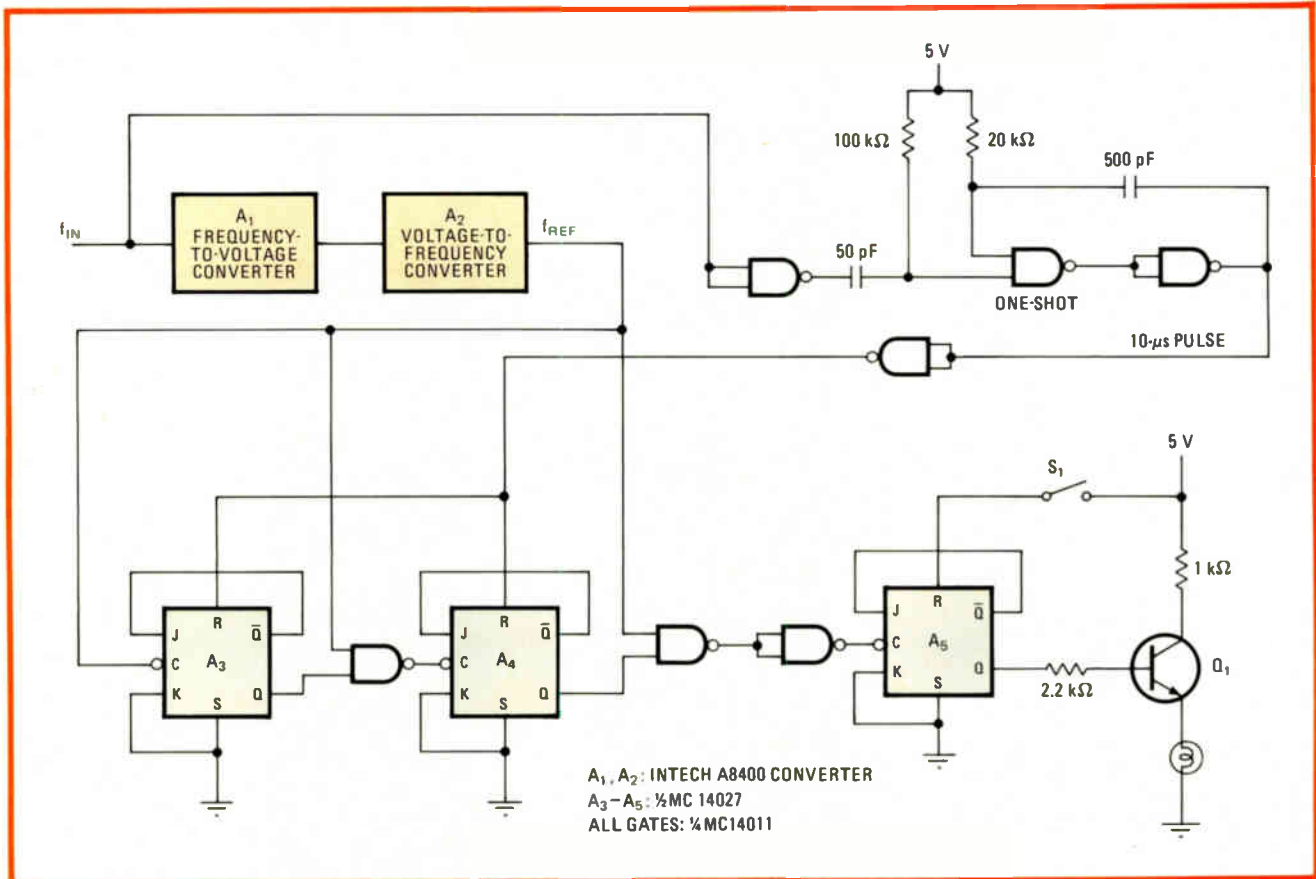 5 V
100 kΩ
20 kΩ
500 pF
fIN
A1
FREQUENCY-
TO-VOLTAGE
CONVERTER
A2
VOLTAGE-TO-
FREQUENCY
CONVERTER
fREF
50 pF
ONE-SHOT
10-μs PULSE
5 V
S1
1 kΩ
J R Q̅
C A3
K S Q
J R Q̅
C A4
K S Q
J R Q̅
C A5
K S Q
2.2 kΩ
Q1
A1, A2: INTECH A8400 CONVERTER
A3–A5: ½MC 14027
ALL GATES: ¼MC14011